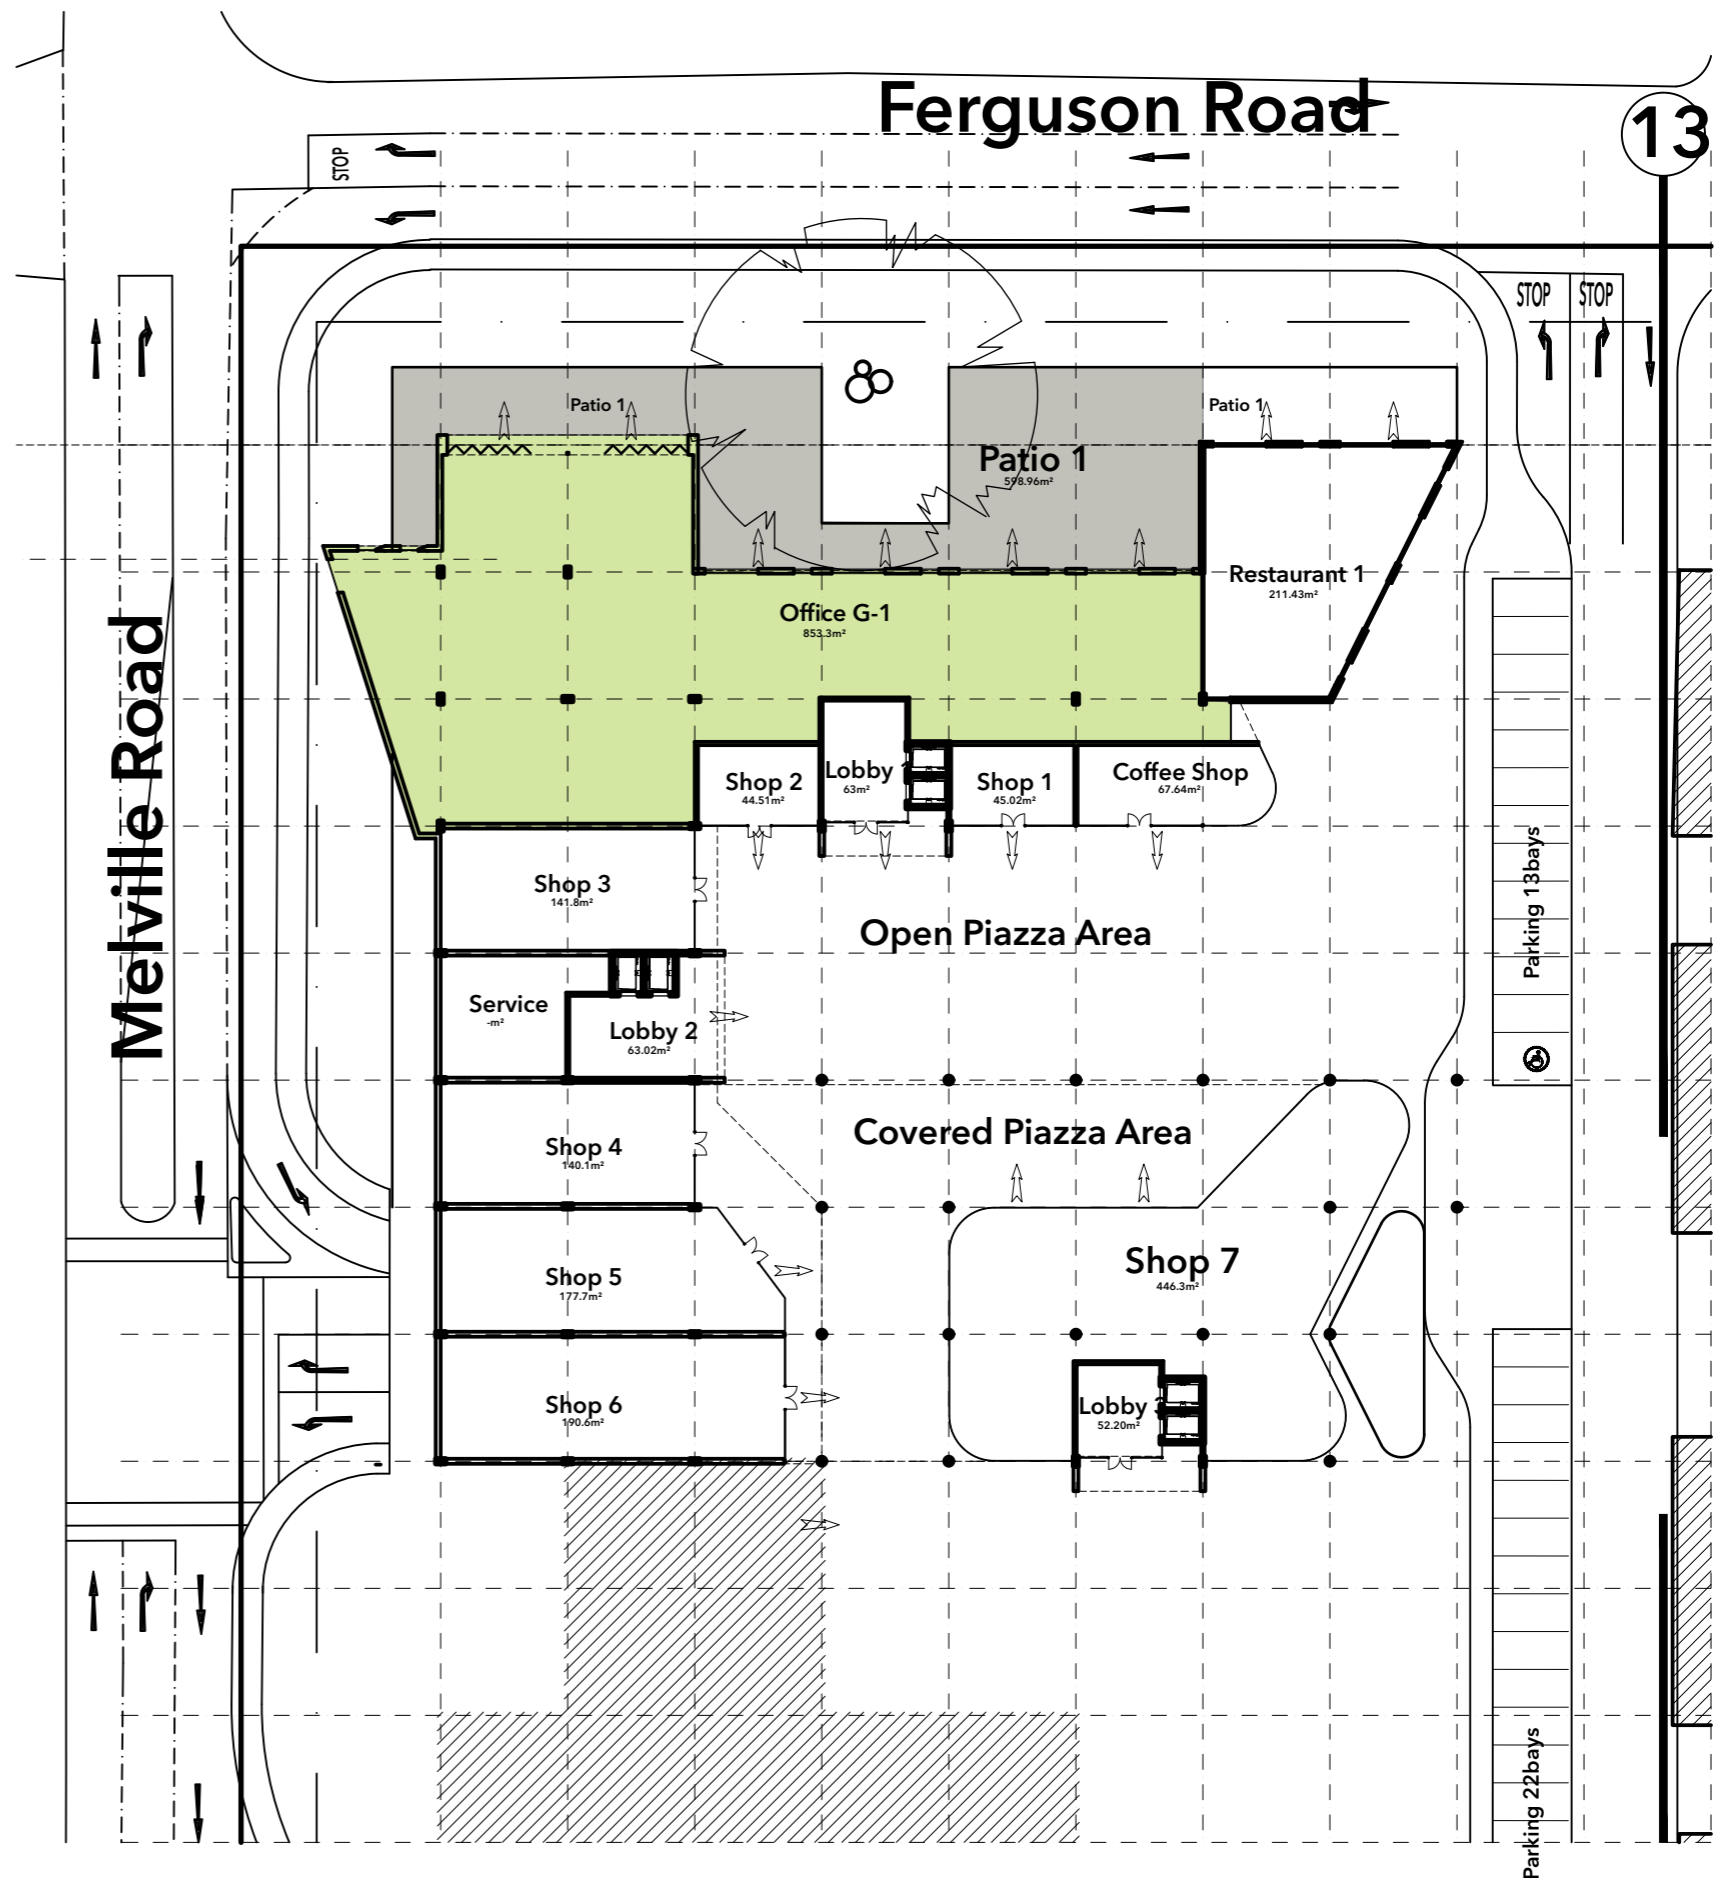 Ferguson Road
13
STOP
STOP
STOP
Patio 1
Patio 1
Patio 1
598.96m²
Restaurant 1
211.43m²
Office G-1
853.3m²
Melville Road
Shop 2
44.51m²
Lobby
63m²
Shop 1
45.02m²
Coffee Shop
67.64m²
Shop 3
141.8m²
Open Piazza Area
Parking 13bays
Service
-m²
Lobby 2
63.02m²
Covered Piazza Area
Shop 4
140.1m²
Shop 7
446.3m²
Shop 5
177.7m²
Shop 6
190.6m²
Lobby
52.20m²
Parking 22bays